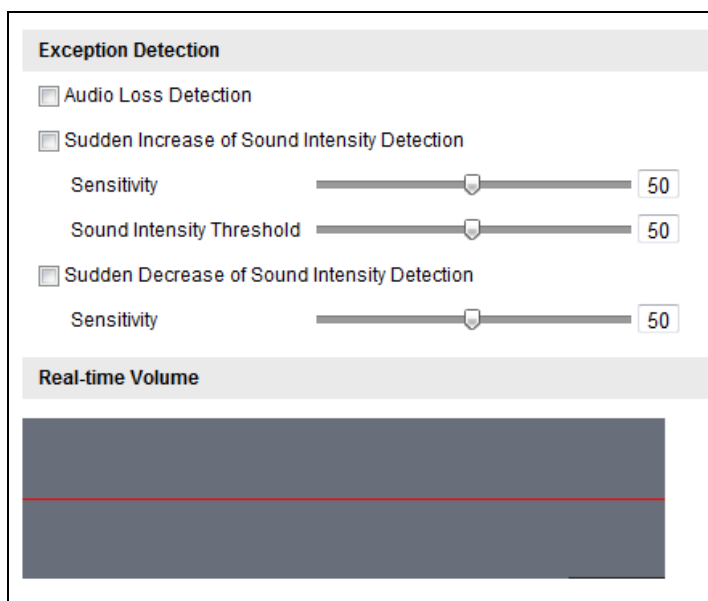 Exception Detection
Audio Loss Detection
Sudden Increase of Sound Intensity Detection
Sensitivity 50
Sound Intensity Threshold 50
Sudden Decrease of Sound Intensity Detection
Sensitivity 50
Real-time Volume